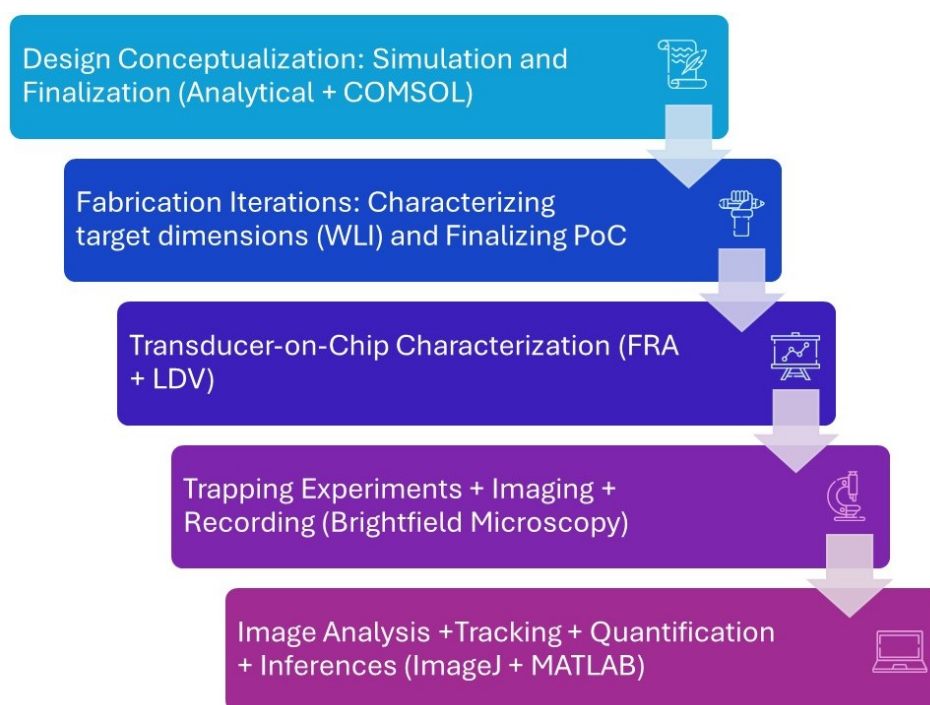 Design Conceptualization: Simulation and
Finalization (Analytical + COMSOL)
Fabrication Iterations: Characterizing
target dimensions (WLI) and Finalizing PoC
Transducer-on-Chip Characterization (FRA
+ LDV)
Trapping Experiments + Imaging +
Recording (Brightfield Microscopy)
Image Analysis +Tracking + Quantification
+ Inferences (ImageJ + MATLAB)